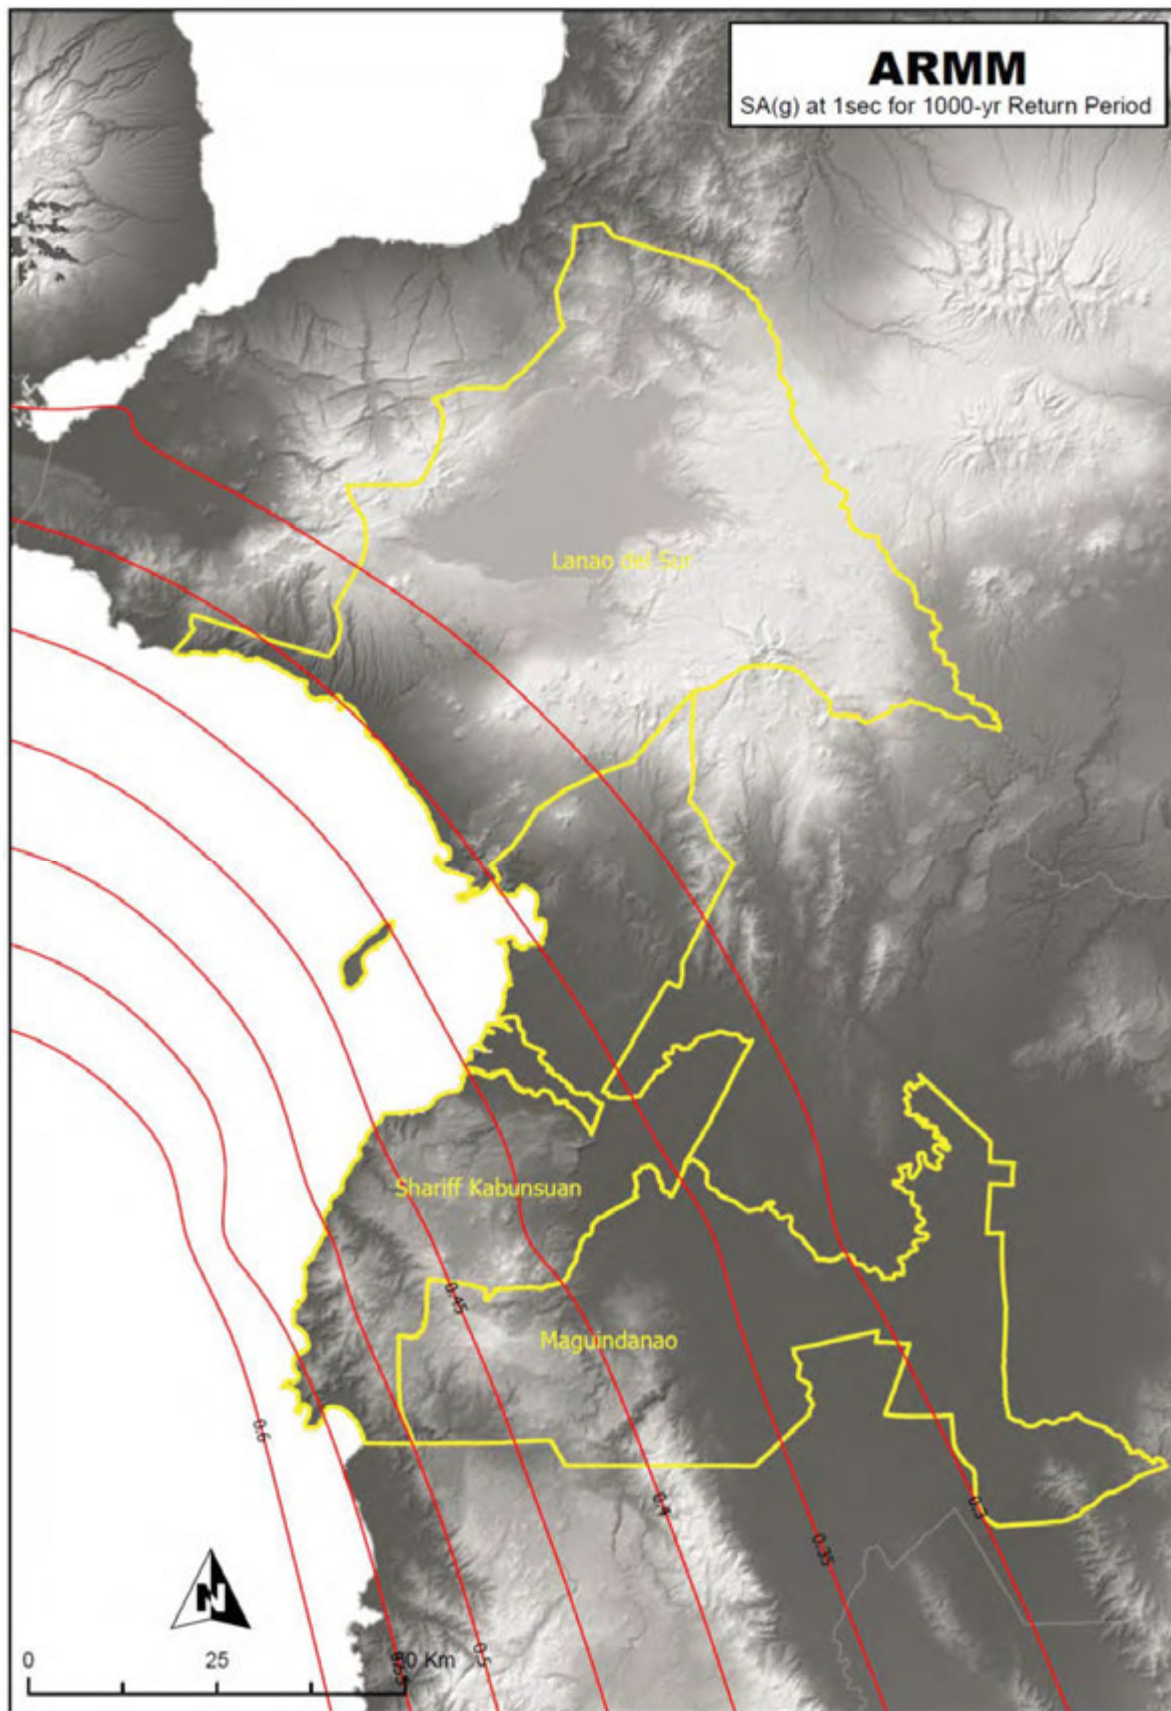 ARMM
SA(g) at 1sec for 1000-yr Return Period
Lanao del Sur
Shariff Kabunsuan
0.45
Maguindanao
0.6
0.4
0.3
0.35
0.5
N
0
25
Km